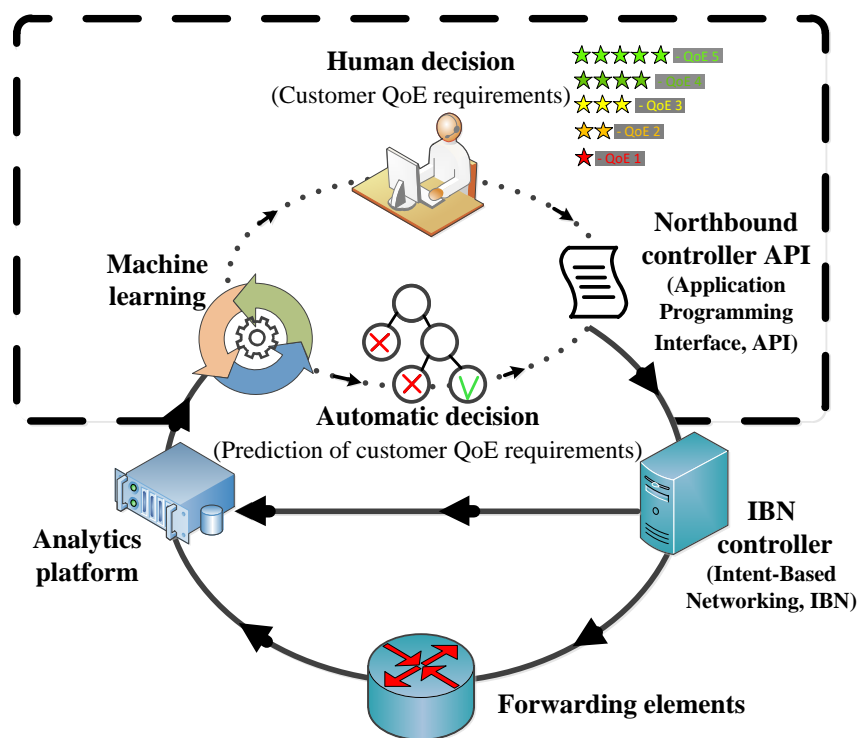 Human decision
(Customer QoE requirements)
- QoE 5
- QoE 4
- QoE 3
- QoE 2
- QoE 1
Northbound
controller API
(Application
Programming
Interface, API)
Machine
learning
Automatic decision
(Prediction of customer QoE requirements)
Analytics
platform
IBN
controller
(Intent-Based
Networking, IBN)
Forwarding elements